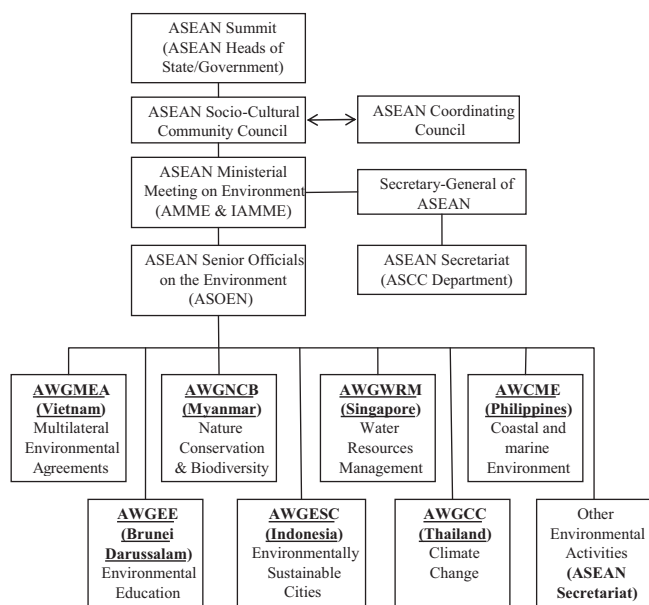 ASEAN Summit
(ASEAN Heads of
State/Government)
ASEAN Socio-Cultural
Community Council
ASEAN Coordinating
Council
ASEAN Ministerial
Meeting on Environment
(AMME & IAMME)
Secretary-General of
ASEAN
ASEAN Senior Officials
on the Environment
(ASOEN)
ASEAN Secretariat
(ASCC Department)
AWGMEA
(Vietnam)
Multilateral
Environmental
Agreements
AWGNCB
(Myanmar)
Nature
Conservation
& Biodiversity
AWGWRM
(Singapore)
Water
Resources
Management
AWCME
(Philippines)
Coastal and
marine
Environment
AWGEE
(Brunei
Darussalam)
Environmental
Education
AWGESC
(Indonesia)
Environmentally
Sustainable
Cities
AWGCC
(Thailand)
Climate
Change
Other
Environmental
Activities
(ASEAN
Secretariat)